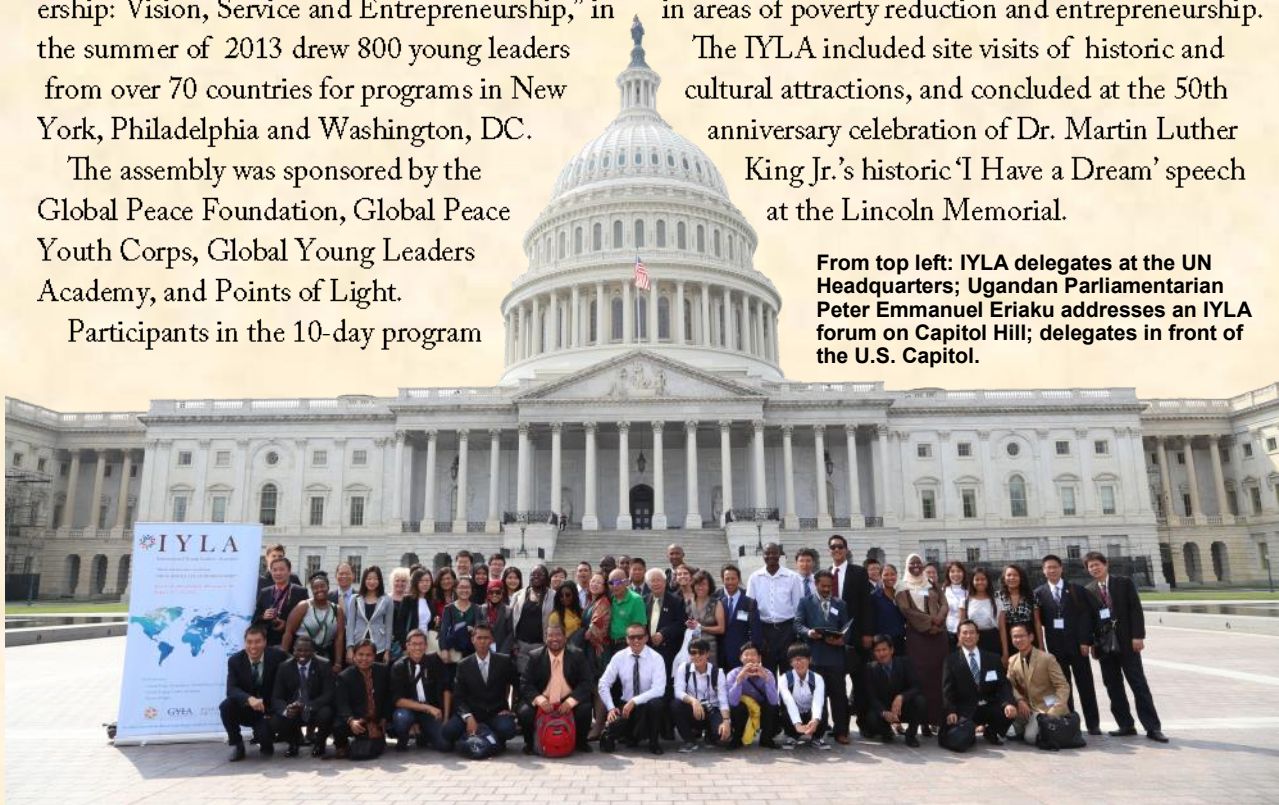 ership: Vision, Service and Entrepreneurship,” in
the summer of 2013 drew 800 young leaders
from over 70 countries for programs in New
York, Philadelphia and Washington, DC.
The assembly was sponsored by the
Global Peace Foundation, Global Peace
Youth Corps, Global Young Leaders
Academy, and Points of Light.
Participants in the 10-day program
in areas of poverty reduction and entrepreneurship.
The IYLA included site visits of historic and
cultural attractions, and concluded at the 50th
anniversary celebration of Dr. Martin Luther
King Jr.’s historic ‘I Have a Dream’ speech
at the Lincoln Memorial.
From top left: IYLA delegates at the UN
Headquarters; Ugandan Parliamentarian
Peter Emmanuel Eriaku addresses an IYLA
forum on Capitol Hill; delegates in front of
the U.S. Capitol.
IYLA
GYLA